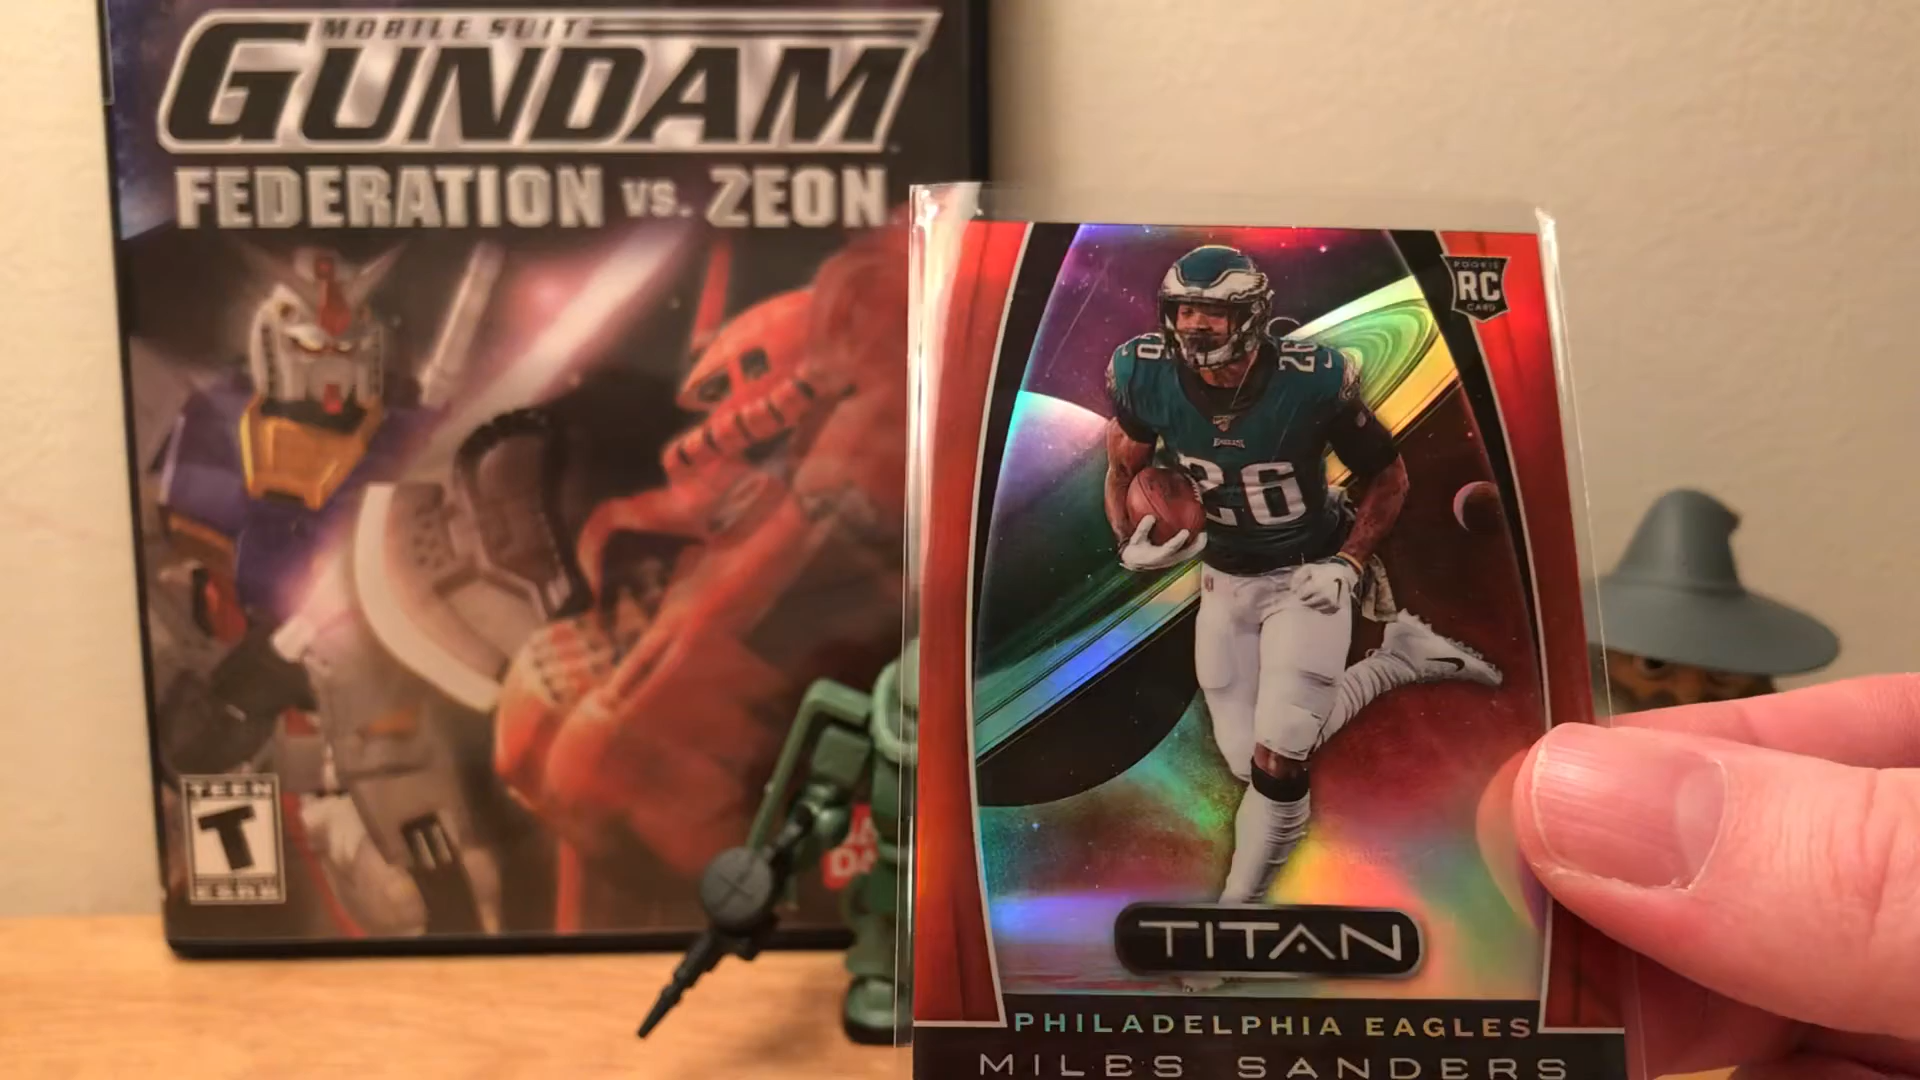 MOBILE SUIT
GUNDAM
FEDERATION VS. ZEON
TEEN
T
ESRB
ROOKIE
RC
CARD
26
26
EAGLES
26
TITAN
PHILADELPHIA EAGLES
MILES SANDERS